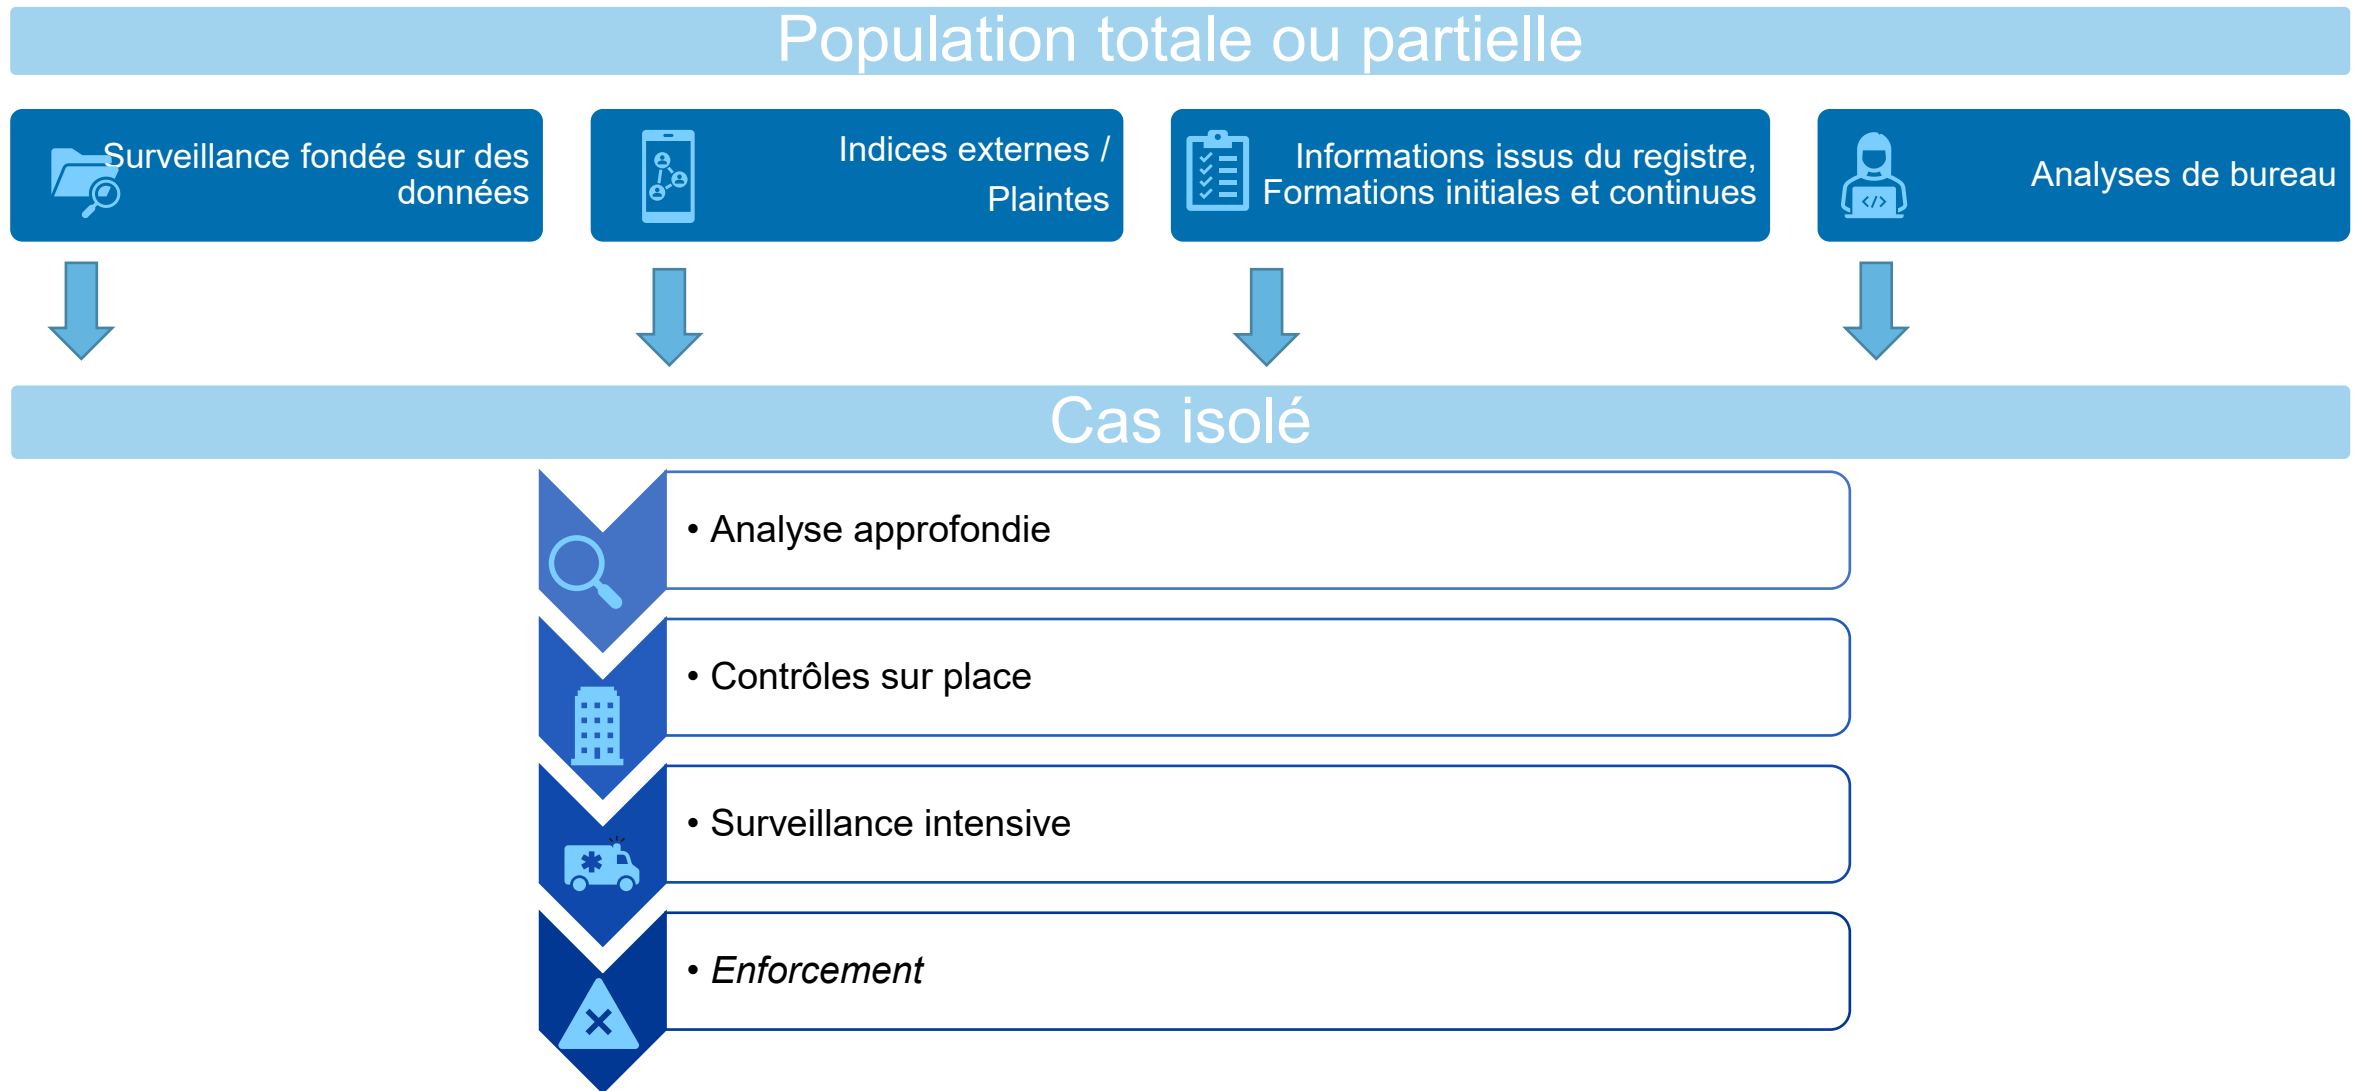 Population totale ou partielle
Surveillance fondée sur des
données
Indices externes /
Plaintes
Informations issus du registre,
Formations initiales et continues
Analyses de bureau
Cas isolé
• Analyse approfondie
• Contrôles sur place
• Surveillance intensive
• Enforcement